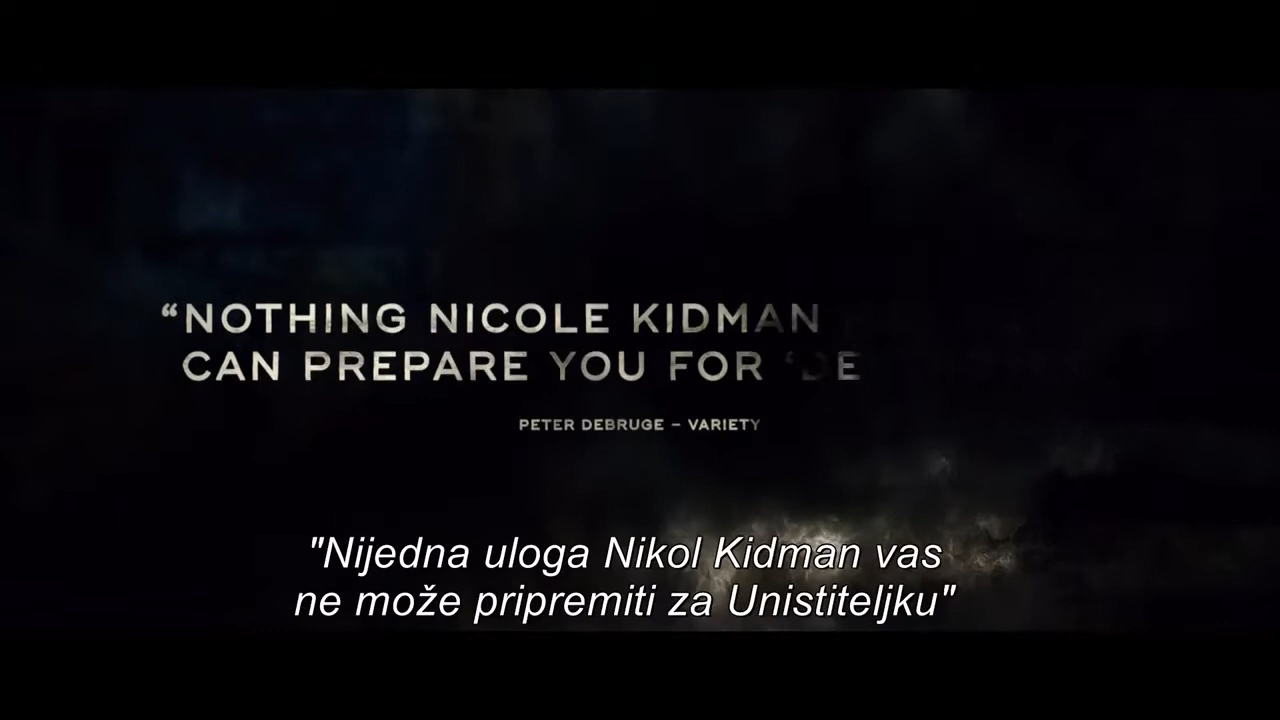 “NOTHING NICOLE KIDMAN
CAN PREPARE YOU FOR ‘DE
PETER DEBRUGE – VARIETY
"Nijedna uloga Nikol Kidman vas
ne može pripremiti za Unistiteljku"